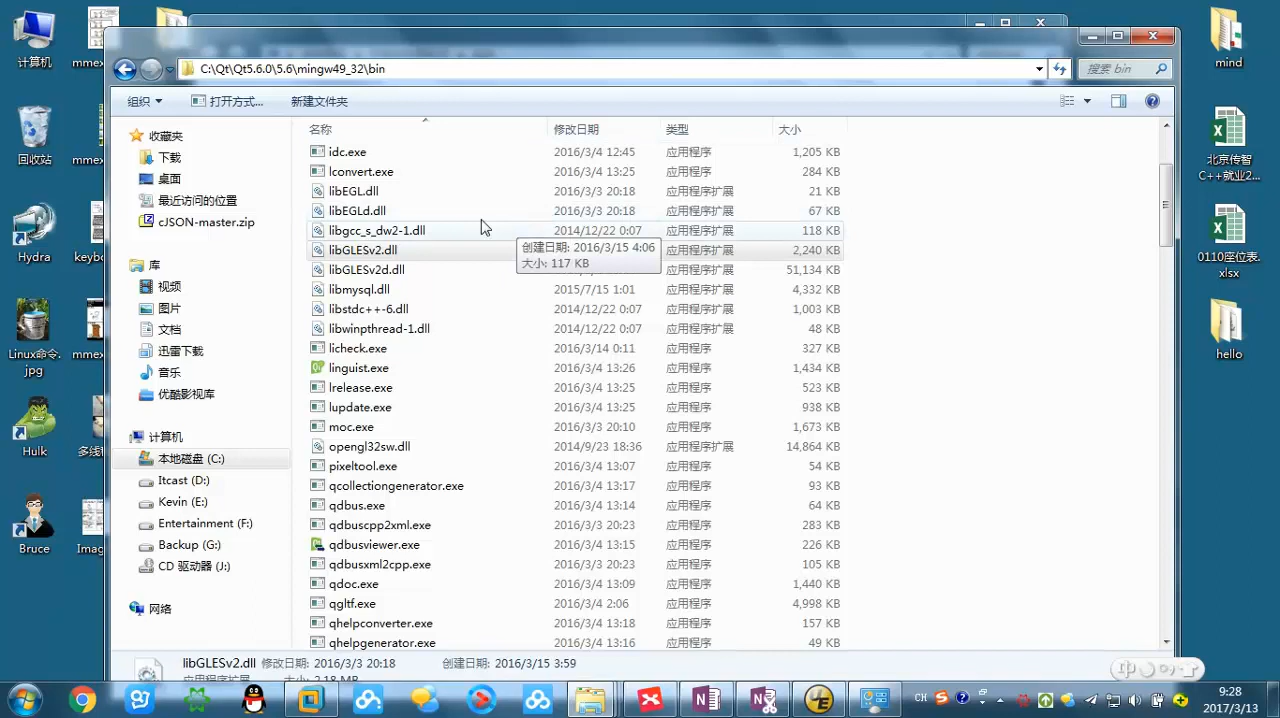 计算机
回收站
Hydra
Linux命令.
jpg
Hulk
Bruce
mmex
mmex
keybo
mmex
多线
Imag
C:\Qt\Qt5.6.0\5.6\mingw49_32\bin
搜索 bin
组织
打开方式...
新建文件夹
收藏夹
下载
桌面
最近访问的位置
cJSON-master.zip
库
视频
图片
文档
迅雷下载
音乐
优酷影视库
计算机
本地磁盘 (C:)
Itcast (D:)
Kevin (E:)
Entertainment (F:)
Backup (G:)
CD 驱动器 (J:)
网络
名称 修改日期 类型 大小
idc.exe 2016/3/4 12:45 应用程序 1,205 KB
lconvert.exe 2016/3/4 13:25 应用程序 284 KB
libEGL.dll 2016/3/3 20:18 应用程序扩展 21 KB
libEGLd.dll 2016/3/3 20:18 应用程序扩展 67 KB
libgcc_s_dw2-1.dll 2014/12/22 0:07 应用程序扩展 118 KB
libGLESv2.dll 应用程序扩展 2,240 KB
创建日期: 2016/3/15 4:06
大小: 117 KB
libGLESv2d.dll 应用程序扩展 51,134 KB
libmysql.dll 2015/7/15 1:01 应用程序扩展 4,332 KB
libstdc++-6.dll 2014/12/22 0:07 应用程序扩展 1,003 KB
libwinpthread-1.dll 2014/12/22 0:07 应用程序扩展 48 KB
licheck.exe 2016/3/14 0:11 应用程序 327 KB
linguist.exe 2016/3/4 13:26 应用程序 1,434 KB
lrelease.exe 2016/3/4 13:25 应用程序 523 KB
lupdate.exe 2016/3/4 13:25 应用程序 938 KB
moc.exe 2016/3/3 20:10 应用程序 1,673 KB
opengl32sw.dll 2014/9/23 18:36 应用程序扩展 14,864 KB
pixeltool.exe 2016/3/4 13:07 应用程序 54 KB
qcollectiongenerator.exe 2016/3/4 13:17 应用程序 93 KB
qdbus.exe 2016/3/4 13:14 应用程序 64 KB
qdbuscpp2xml.exe 2016/3/3 20:23 应用程序 283 KB
qdbusviewer.exe 2016/3/4 13:15 应用程序 226 KB
qdbusxml2cpp.exe 2016/3/3 20:23 应用程序 105 KB
qdoc.exe 2016/3/4 13:09 应用程序 1,440 KB
qgltf.exe 2016/3/4 2:06 应用程序 4,998 KB
qhelpconverter.exe 2016/3/4 13:18 应用程序 157 KB
qhelpgenerator.exe 2016/3/4 13:16 应用程序 49 KB
libGLESv2.dll 修改日期: 2016/3/3 20:18 创建日期: 2016/3/15 3:59
mind
北京传智
C++就业2...
0110座位表.
xlsx
hello
中
CH
9:28
2017/3/13